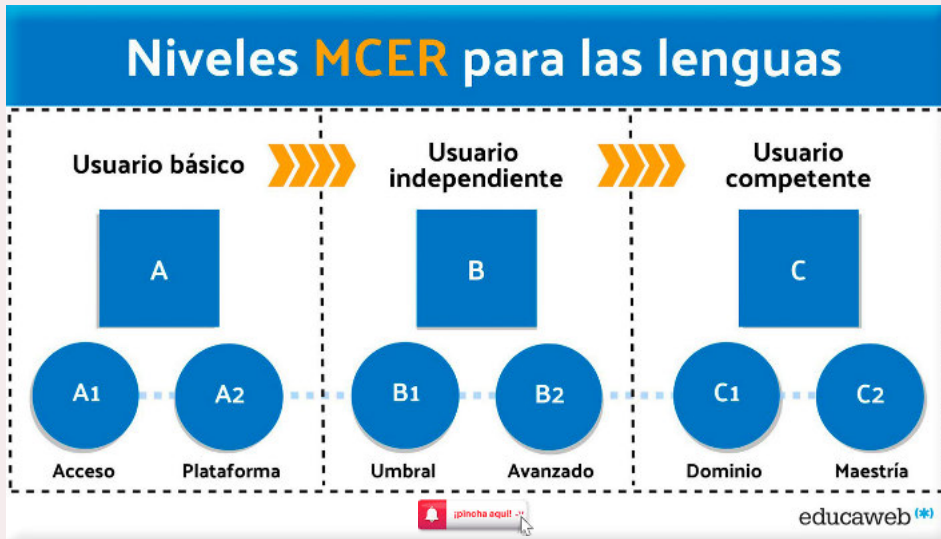 Niveles MCER para las lenguas
Usuario básico
Usuario
independiente
Usuario
competente
A
B
C
A1
A2
B1
B2
C1
C2
Acceso
Plataforma
Umbral
Avanzado
Dominio
Maestría
¡pincha aquí!
educaweb (*)